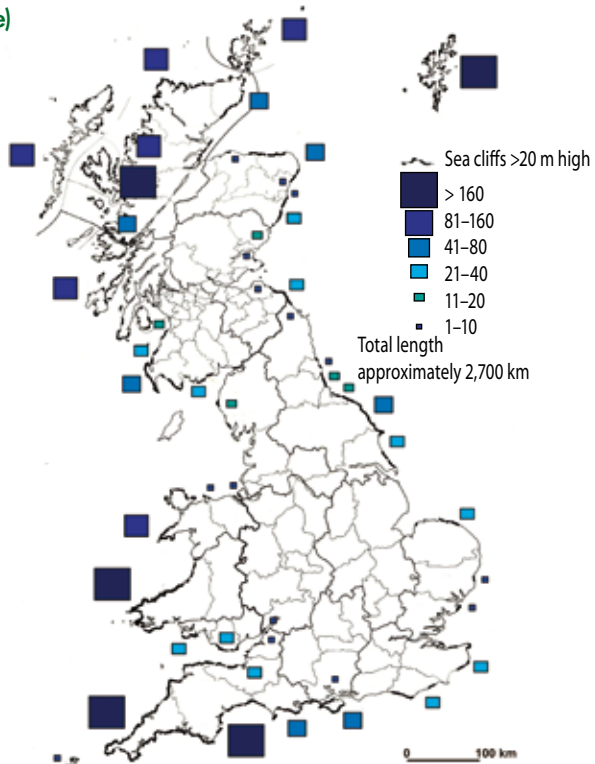 e)
Sea cliffs >20 m high
> 160
81–160
41–80
21–40
11–20
1–10
Total length
approximately 2,700 km
0 100 km